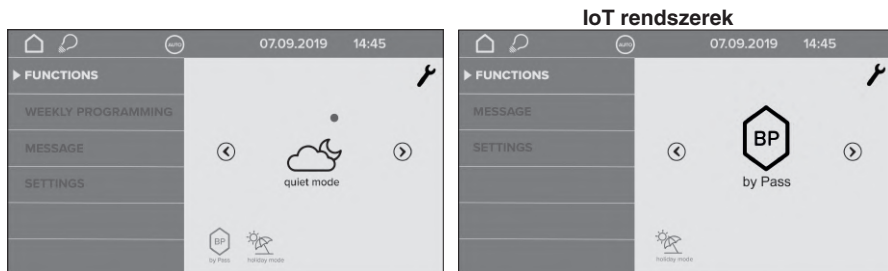 IoT rendszerek
AUTO 07.09.2019 14:45
FUNCTIONS
WEEKLY PROGRAMMING
MESSAGE
SETTINGS
quiet mode
BP
by Pass holiday mode
AUTO 07.09.2019 14:45
FUNCTIONS
MESSAGE
SETTINGS
BP
by Pass
holiday mode